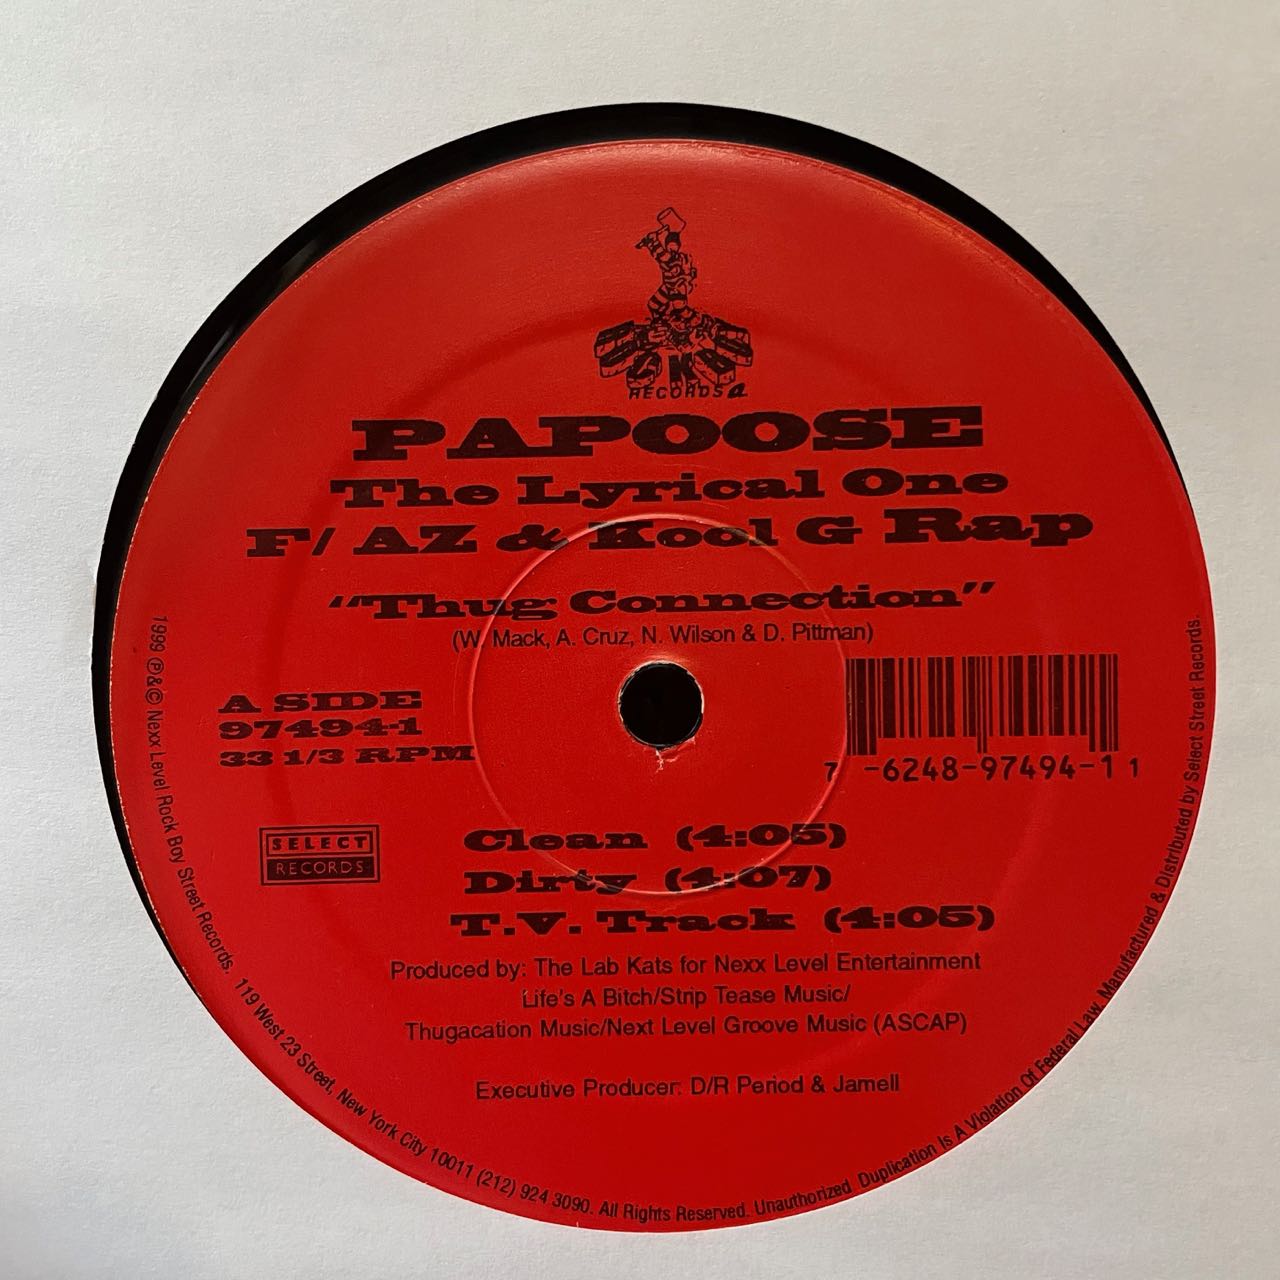 RECORDS
PAPOOSE
The Lyrical One
F/ AZ & Kool G Rap
"Thug Connection"
(W. Mack, A. Cruz, N. Wilson & D. Pittman)
A SIDE
97494-1
33 1/3 RPM
7 -6248-97494-1 1
SELECT
RECORDS
Clean (4:05)
Dirty (4:07)
T.V. Track (4:05)
Produced by: The Lab Kats for Nexx Level Entertainment
Life's A Bitch/Strip Tease Music/
Thugacation Music/Next Level Groove Music (ASCAP)
Executive Producer: D/R Period & Jamell
1999 ℗&© Nexx Level Rock Boy Street Records. 119 West 23 Street, New York City 10011 (212) 924 3090. All Rights Reserved. Unauthorized Duplication Is A Violation Of Federal Law. Manufactured & Distributed by Select Street Records.